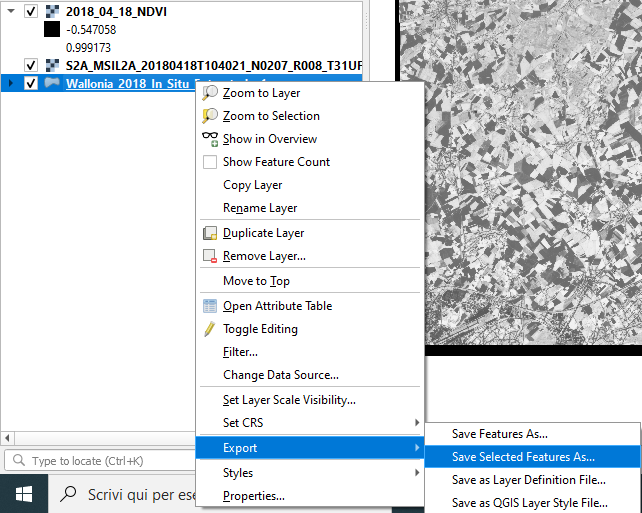 2018_04_18_NDVI
-0.547058
0.999173
S2A_MSIL2A_20180418T104021_N0207_R008_T31UF
Wallonia_2018_In_Situ
Zoom to Layer
Zoom to Selection
Show in Overview
Show Feature Count
Copy Layer
Rename Layer
Duplicate Layer
Remove Layer...
Move to Top
Open Attribute Table
Toggle Editing
Filter...
Change Data Source...
Set Layer Scale Visibility...
Set CRS
Export
Styles
Properties...
Save Features As...
Save Selected Features As...
Save as Layer Definition File...
Save as QGIS Layer Style File...
Type to locate (Ctrl+K)
Scrivi qui per ese